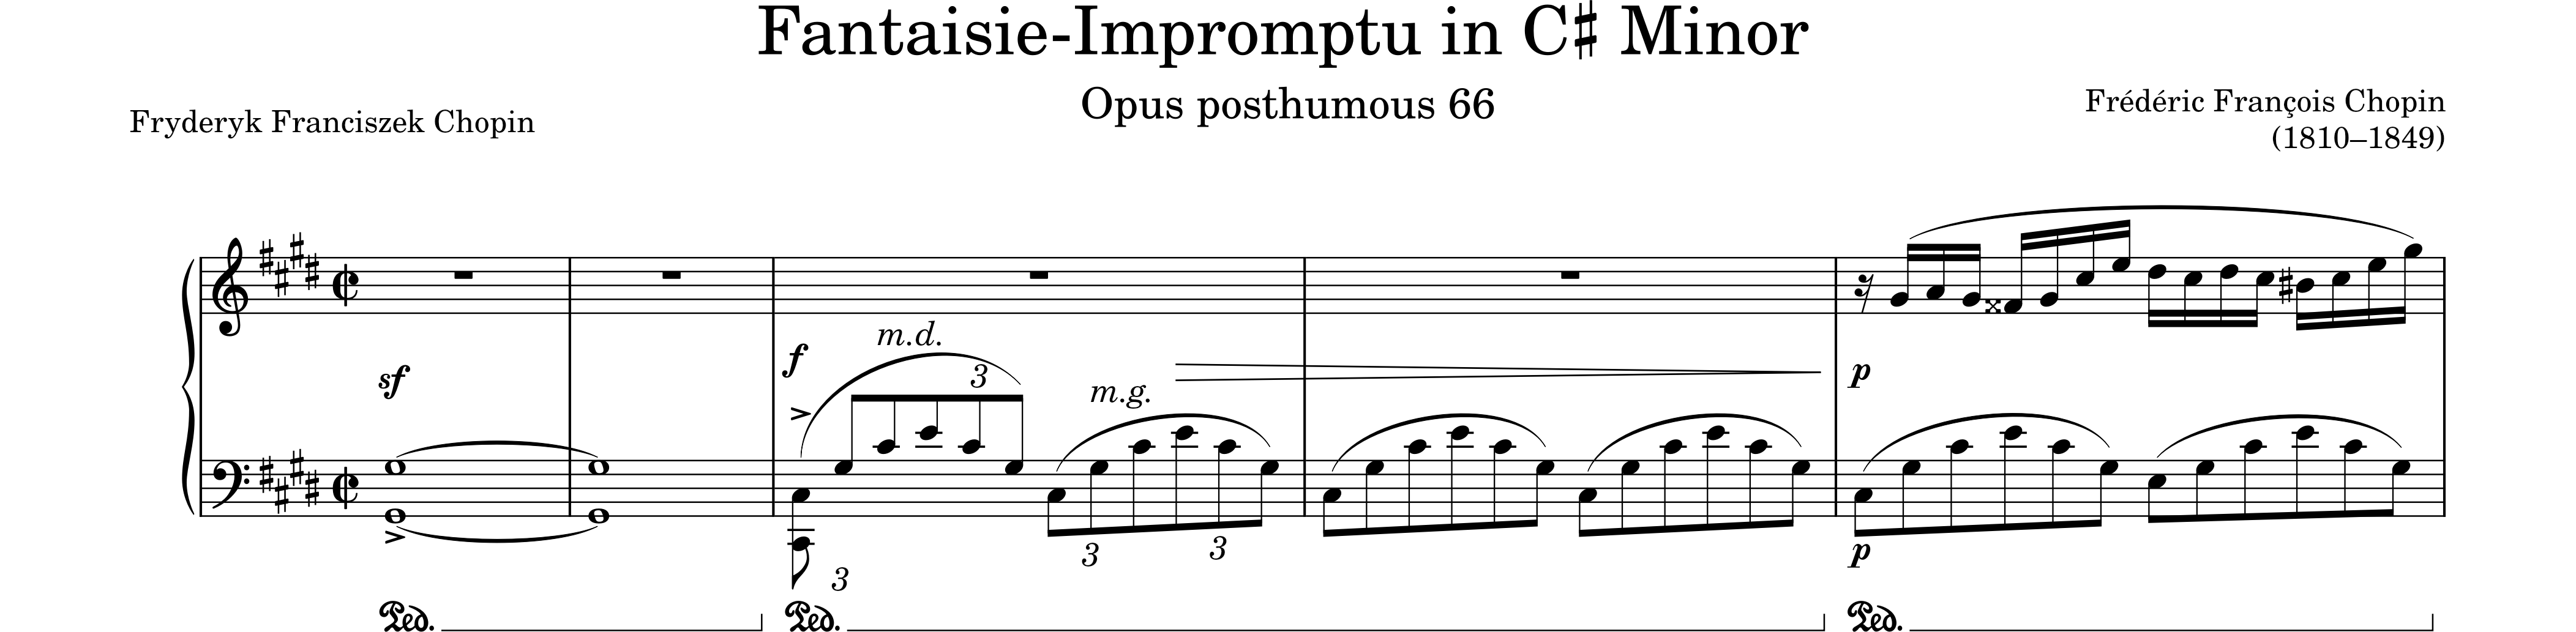 Fantaisie-Impromptu in C♯ Minor
Opus posthumous 66
Fryderyk Franciszek Chopin
Frédéric François Chopin
(1810–1849)
m.d.
f
3
sf
m.g.
p
3
3
p
3
Ped.
Ped.
Ped.